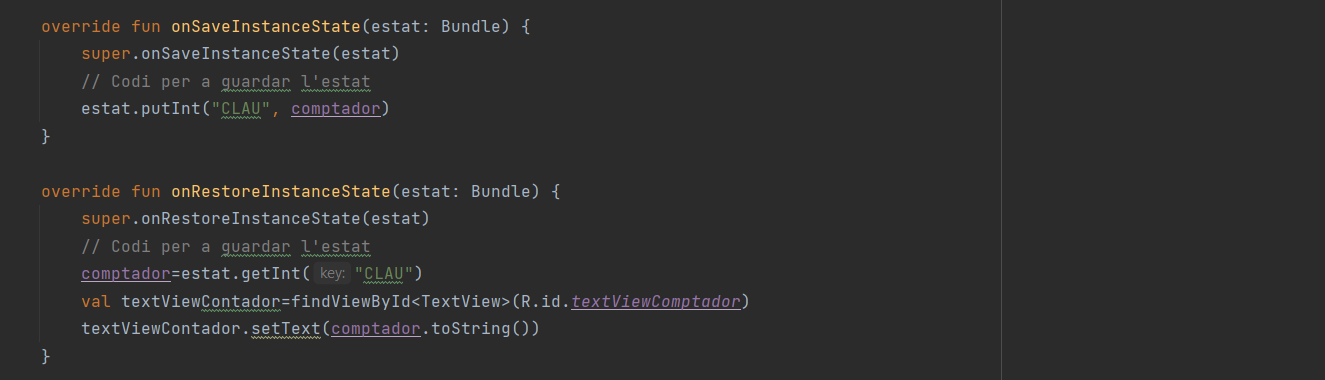 override fun onSaveInstanceState(estat: Bundle) {
super.onSaveInstanceState(estat)
// Codi per a guardar l'estat
estat.putInt("CLAU", comptador)
}
override fun onRestoreInstanceState(estat: Bundle) {
super.onRestoreInstanceState(estat)
// Codi per a guardar l'estat
comptador=estat.getInt( key: "CLAU")
val textViewContador=findViewById<TextView>(R.id.textViewComptador)
textViewContador.setText(comptador.toString())
}